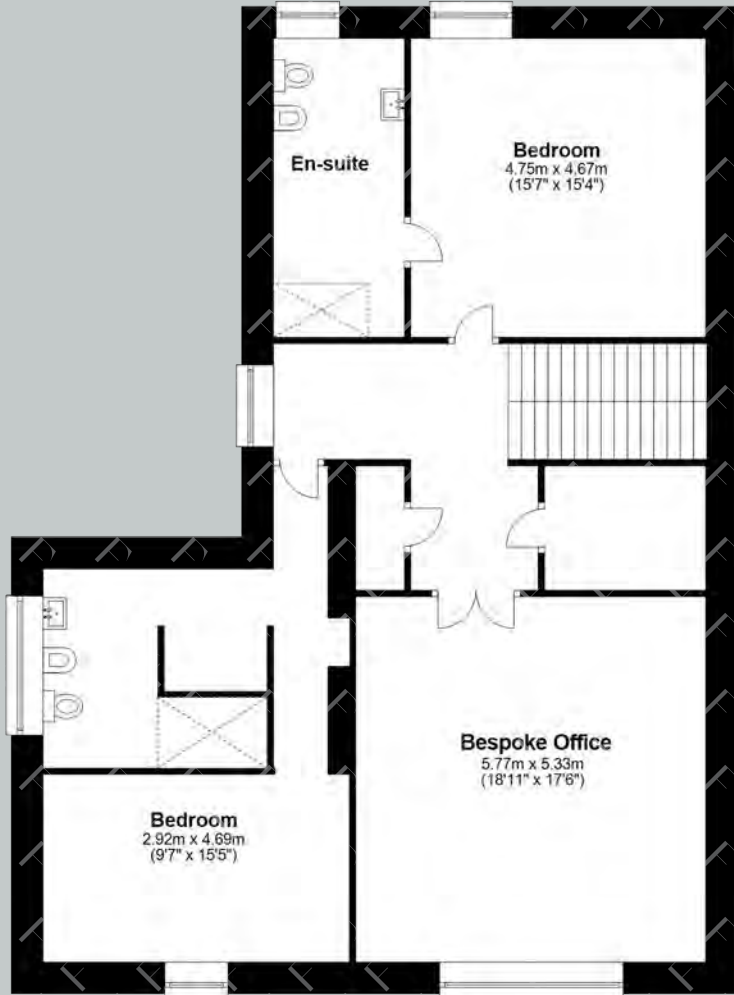 En-suite
Bedroom
4.75m x 4.67m
(15'7" x 15'4")
Bespoke Office
5.77m x 5.33m
(18'11" x 17'6")
Bedroom
2.92m x 4.69m
(9'7" x 15'5")